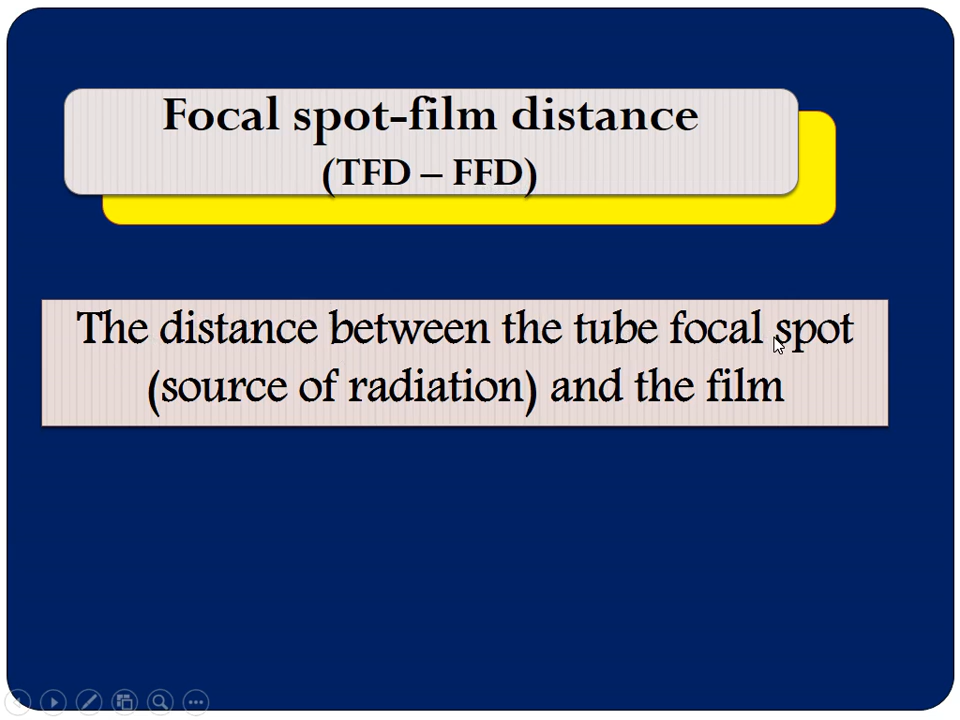 Focal spot-film distance
(TFD – FFD)
The distance between the tube focal spot
(source of radiation) and the film